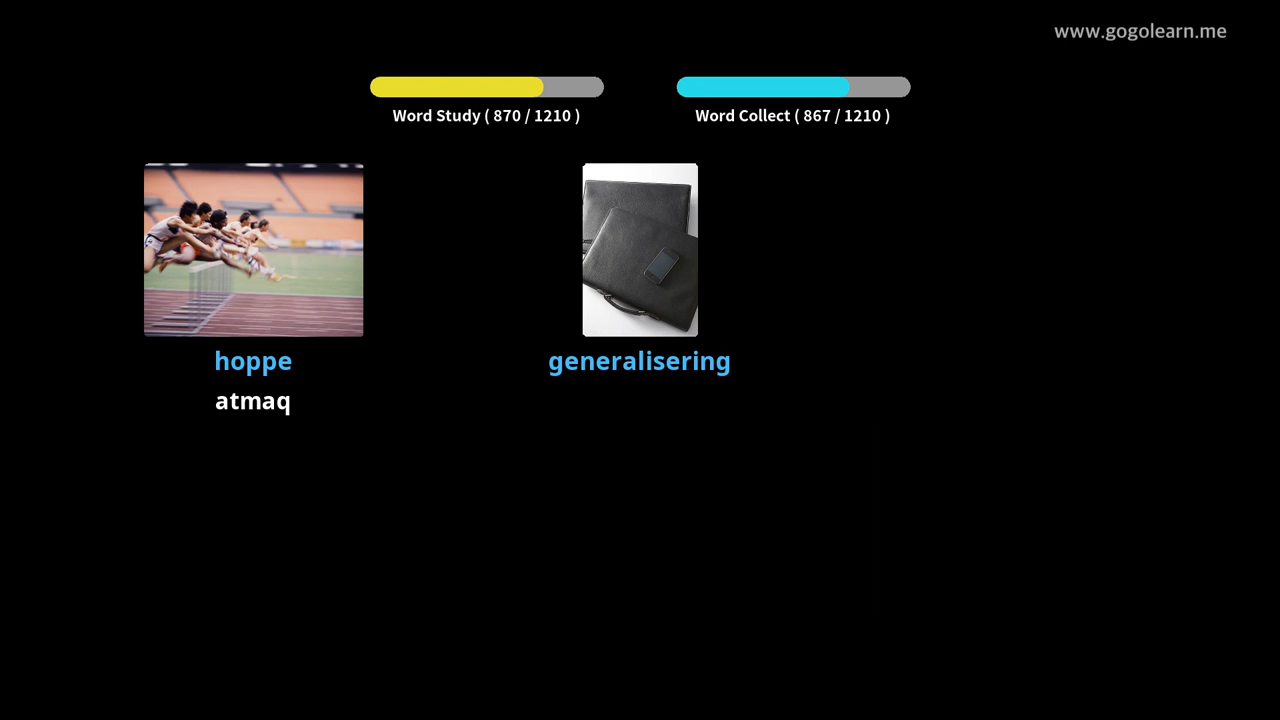 www.gogolearn.me
Word Study ( 870 / 1210 )
Word Collect ( 867 / 1210 )
hoppe
generalisering
atmaq